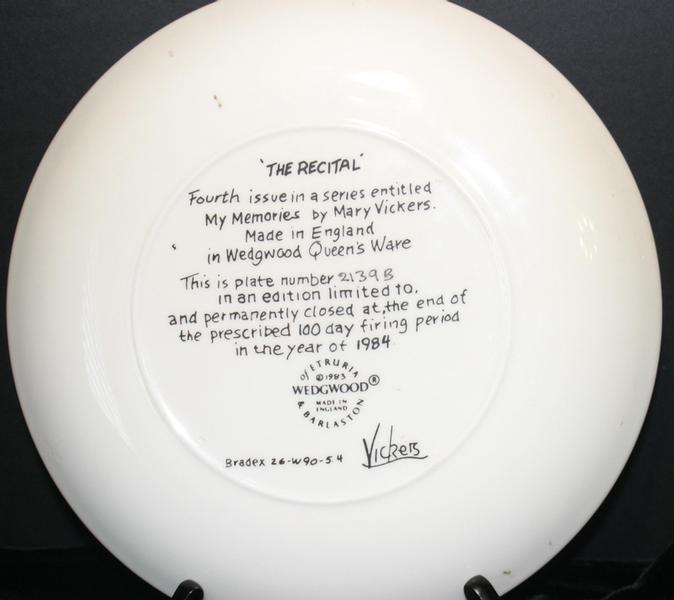 'THE RECITAL'
Fourth issue in a series entitled
My Memories by Mary Vickers.
Made in England
in Wedgwood Queen's Ware
This is plate number 2139B
in an edition limited to,
and permanently closed at, the end of
the prescribed 100 day firing period
in the year of 1984
of ETRURIA
©1983
WEDGWOOD®
MADE IN
ENGLAND
& BARLASTON
Bradex 26-W90-5.4
Vickers